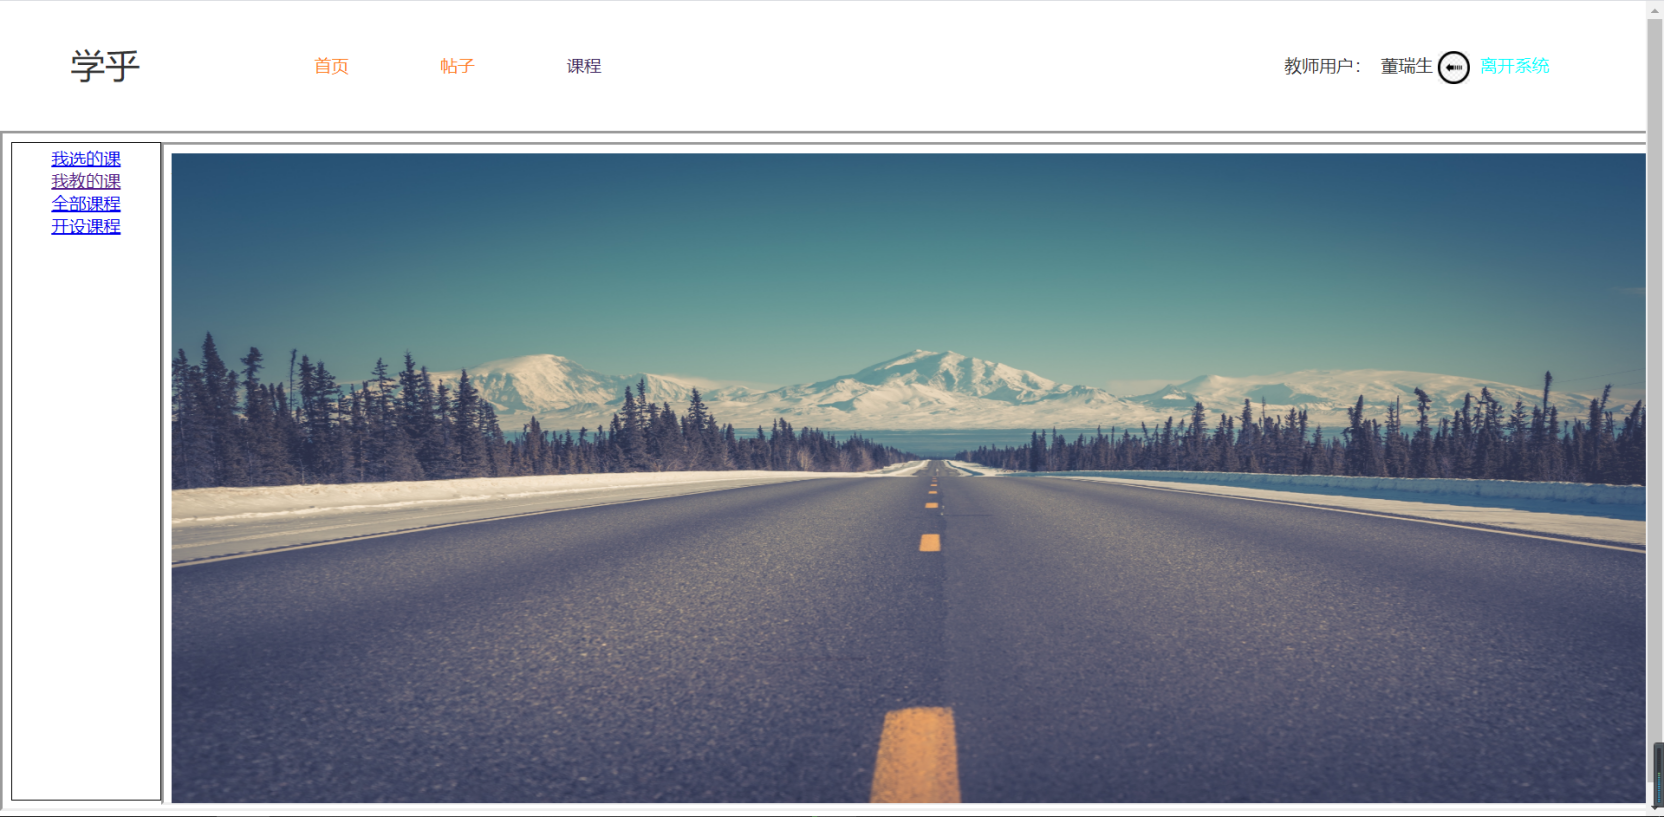 学乎 首页 帖子 课程 教师用户： 董瑞生 离开系统
我选的课
我教的课
全部课程
开设课程